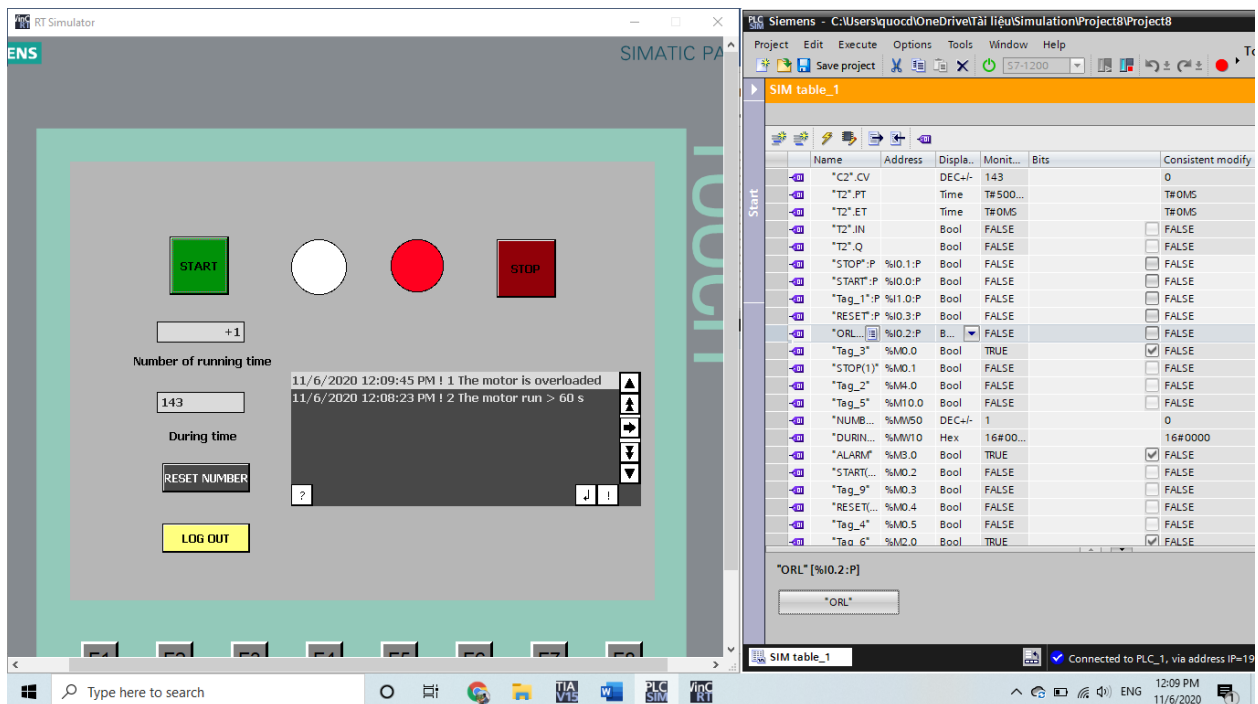 RT Simulator
ENS
SIMATIC PA
TOUCH
START
STOP
+1
Number of running time
143
During time
RESET NUMBER
LOG OUT
11/6/2020 12:09:45 PM ! 1 The motor is overloaded
11/6/2020 12:08:23 PM ! 2 The motor run > 60 s
?
!
Siemens - C:\Users\quocd\OneDrive\Tài liệu\Simulation\Project8\Project8
Project Edit Execute Options Tools Window Help
Save project S7-1200
SIM table_1
Start
Name Address Displa.. Monit... Bits Consistent modify
"C2".CV DEC+/- 143 0
"T2".PT Time T#500... T#0MS
"T2".ET Time T#0MS T#0MS
"T2".IN Bool FALSE FALSE
"T2".Q Bool FALSE FALSE
"STOP":P %I0.1:P Bool FALSE FALSE
"START":P %I0.0:P Bool FALSE FALSE
"Tag_1":P %I1.0:P Bool FALSE FALSE
"RESET":P %I0.3:P Bool FALSE FALSE
"ORL... %I0.2:P B... FALSE FALSE
"Tag_3" %M0.0 Bool TRUE FALSE
"STOP(1)" %M0.1 Bool FALSE FALSE
"Tag_2" %M4.0 Bool FALSE FALSE
"Tag_5" %M10.0 Bool FALSE FALSE
"NUMB... %MW50 DEC+/- 1 0
"DURIN... %MW10 Hex 16#00... 16#0000
"ALARM" %M3.0 Bool TRUE FALSE
"START(... %M0.2 Bool FALSE FALSE
"Tag_9" %M0.3 Bool FALSE FALSE
"RESET(... %M0.4 Bool FALSE FALSE
"Tag_4" %M0.5 Bool FALSE FALSE
"Tag_6" %M2.0 Bool TRUE FALSE
"ORL" [%I0.2:P]
"ORL"
SIM table_1
Connected to PLC_1, via address IP=19
Type here to search
TIA V15
PLC SIM
WinC RT
ENG
12:09 PM
11/6/2020